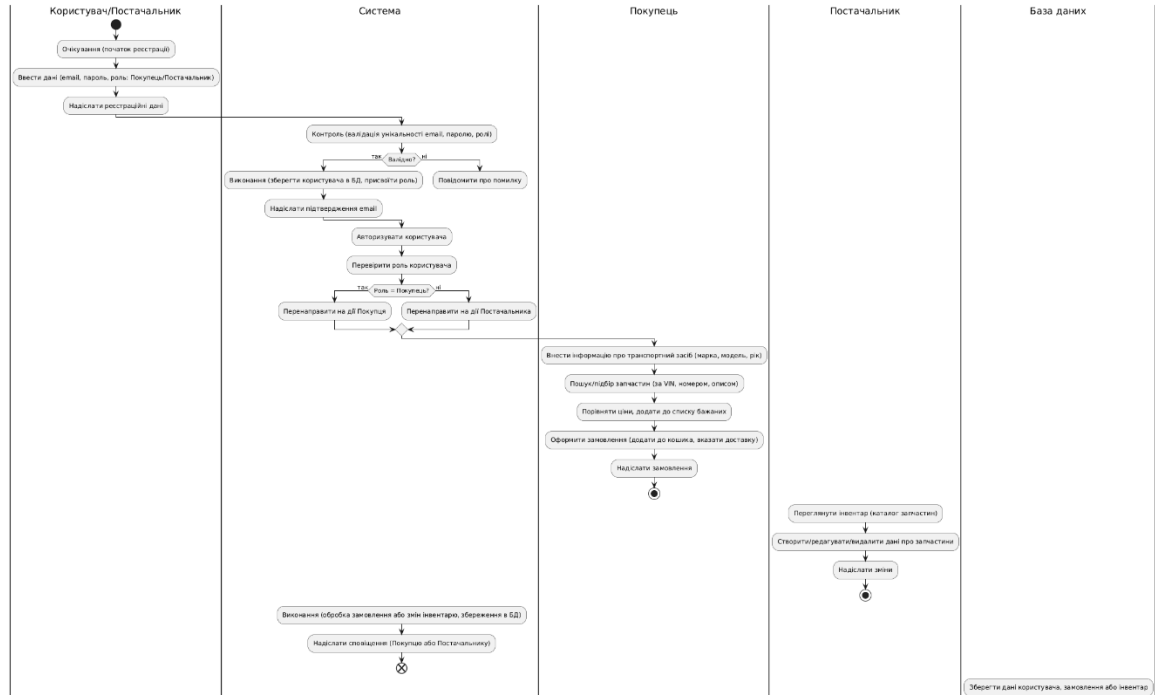 Користувач/Постачальник
Система
Покупець
Постачальник
База даних
Очікування (початок реєстрації)
Ввести дані (email, пароль, роль: Покупець/Постачальник)
Надіслати реєстраційні дані
Контроль (валідація унікальності email, паролю, ролі)
так
Валідно?
ні
Виконання (зберегти користувача в БД, присвоїти роль)
Повідомити про помилку
Надіслати підтвердження email
Авторизувати користувача
Перевірити роль користувача
так
Роль = Покупець?
ні
Перенаправити на дії Покупця
Перенаправити на дії Постачальника
Внести інформацію про транспортний засіб (марка, модель, рік)
Пошук/підбір запчастин (за VIN, номером, описом)
Порівняти ціни, додати до списку бажаних
Оформити замовлення (додати до кошика, вказати доставку)
Надіслати замовлення
Переглянути інвентар (каталог запчастин)
Створити/редагувати/видалити дані про запчастини
Надіслати зміни
Виконання (обробка замовлення або змін інвентарю, збереження в БД)
Надіслати сповіщення (Покупцю або Постачальнику)
Зберегти дані користувача, замовлення або інвентар